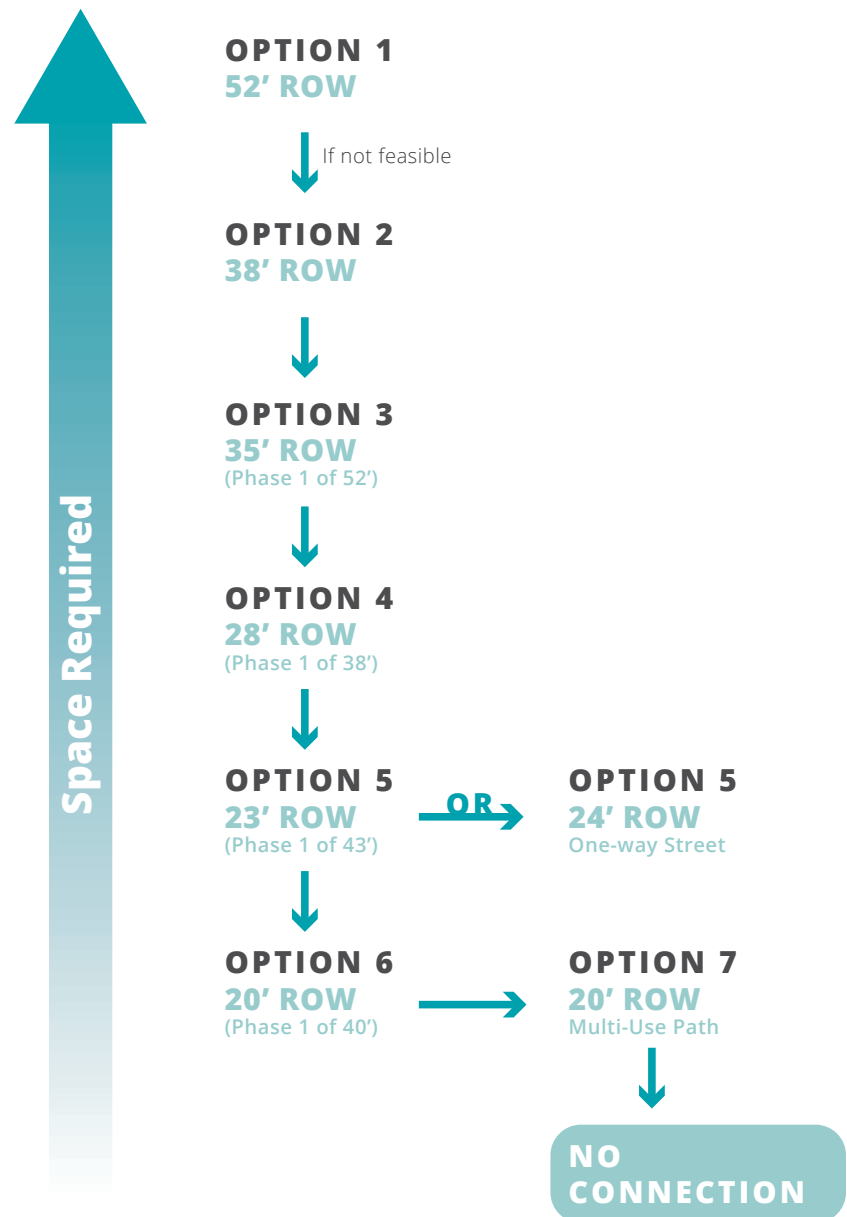 OPTION 1
52’ ROW
If not feasible
OPTION 2
38’ ROW
OPTION 3
35’ ROW
(Phase 1 of 52’)
OPTION 4
28’ ROW
(Phase 1 of 38’)
OPTION 5
23’ ROW
(Phase 1 of 43’)
OR
OPTION 5
24’ ROW
One-way Street
OPTION 6
20’ ROW
(Phase 1 of 40’)
OPTION 7
20’ ROW
Multi-Use Path
NO
CONNECTION
Space Required